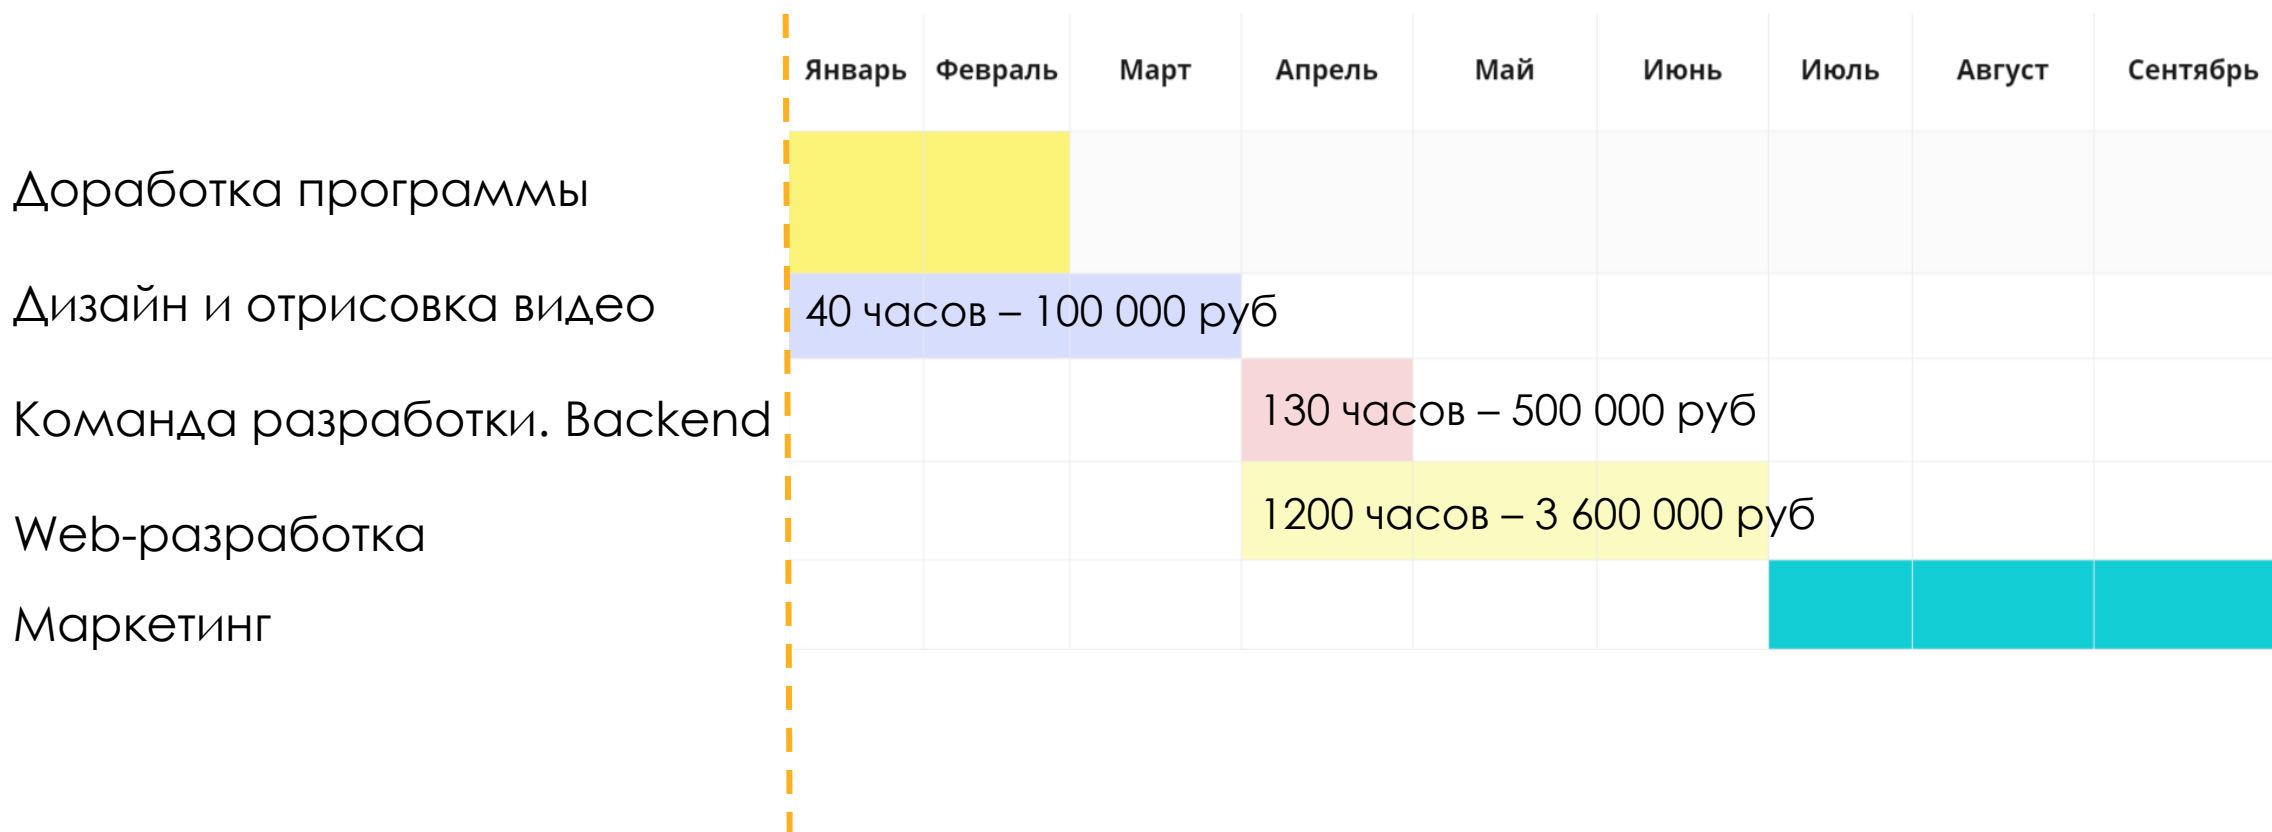 Январь Февраль Март Апрель Май Июнь Июль Август Сентябрь
Доработка программы
Дизайн и отрисовка видео 40 часов – 100 000 руб
Команда разработки. Backend 130 часов – 500 000 руб
Web-разработка 1200 часов – 3 600 000 руб
Маркетинг